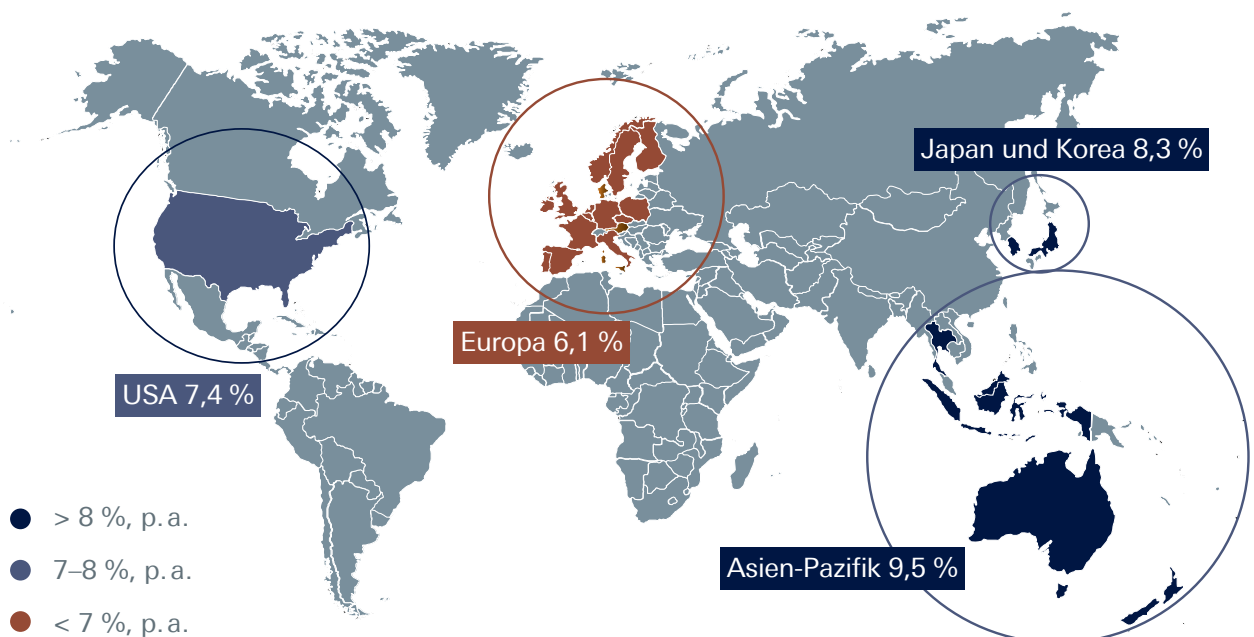 Japan und Korea 8,3 %
Europa 6,1 %
USA 7,4 %
Asien-Pazifik 9,5 %
> 8 %, p. a.
7–8 %, p. a.
< 7 %, p. a.